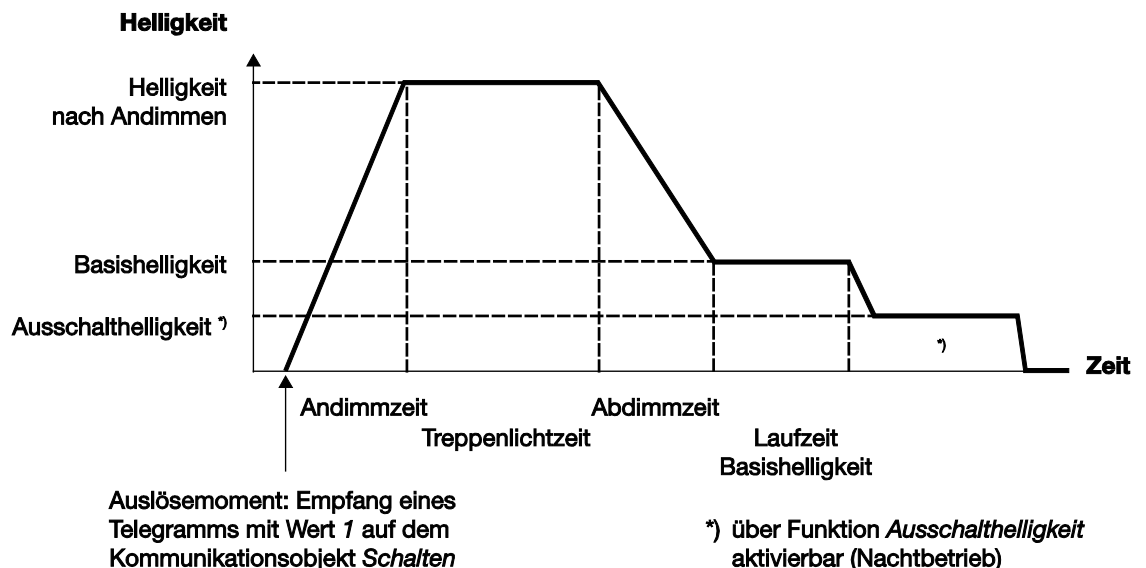 Helligkeit
Helligkeit
nach Andimmen
Basishelligkeit
Ausschalthelligkeit *)
*)
Zeit
Andimmzeit
Abdimmzeit
Treppenlichtzeit
Laufzeit
Basishelligkeit
Auslösemoment: Empfang eines
Telegramms mit Wert 1 auf dem
Kommunikationsobjekt Schalten
*) über Funktion Ausschalthelligkeit
aktivierbar (Nachtbetrieb)